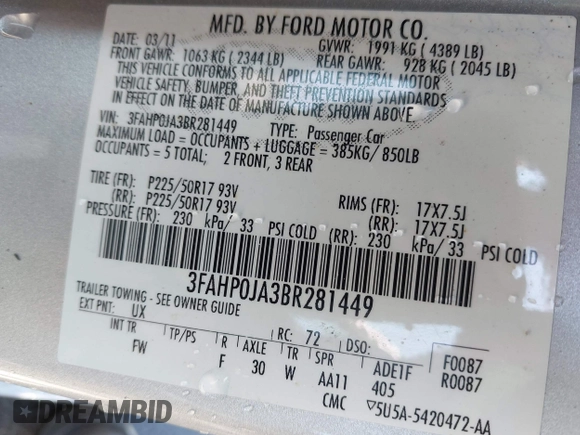 MFD. BY FORD MOTOR CO.
DATE: 03/11 GVWR: 1991 KG ( 4389 LB)
FRONT GAWR: 1063 KG ( 2344 LB) REAR GAWR: 928 KG ( 2045 LB)
THIS VEHICLE CONFORMS TO ALL APPLICABLE FEDERAL MOTOR
VEHICLE SAFETY, BUMPER, AND THEFT PREVENTION STANDARDS
IN EFFECT ON THE DATE OF MANUFACTURE SHOWN ABOVE.
VIN: 3FAHP0JA3BR281449 TYPE: Passenger Car
MAXIMUM LOAD = OCCUPANTS + LUGGAGE = 385KG/ 850LB
OCCUPANTS = 5 TOTAL; 2 FRONT, 3 REAR
TIRE (FR): P225/50R17 93V RIMS (FR): 17X7.5J
(RR): P225/50R17 93V (RR): 17X7.5J
PRESSURE (FR): 230 kPa/ 33 PSI COLD (RR): 230 kPa/ 33 PSI COLD
3FAHP0JA3BR281449
TRAILER TOWING - SEE OWNER GUIDE
EXT PNT: UX RC: 72 DSO: F0087
INT TR TP/PS R AXLE TR SPR ADE1F R0087
FW F 30 W AA11 405
CMC ▽5U5A-5420472-AA
DREAMBID